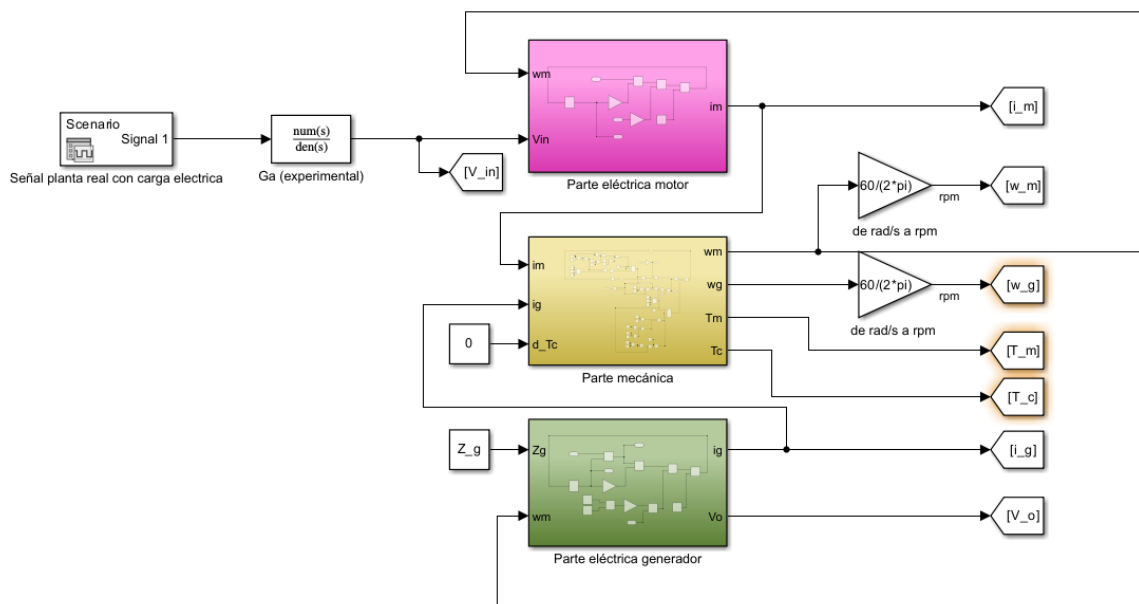 wm
im
[i_m]
Scenario
Signal 1
num(s)
den(s)
Vin
Señal planta real con carga electrica
Ga (experimental)
[V_in]
Parte eléctrica motor
60/(2*pi)
rpm
[w_m]
de rad/s a rpm
im
wm
ig
wg
60/(2*pi)
rpm
[w_g]
Tm
de rad/s a rpm
0
d_Tc
Tc
[T_m]
Parte mecánica
[T_c]
Z_g
Zg
ig
[i_g]
wm
Vo
[V_o]
Parte eléctrica generador